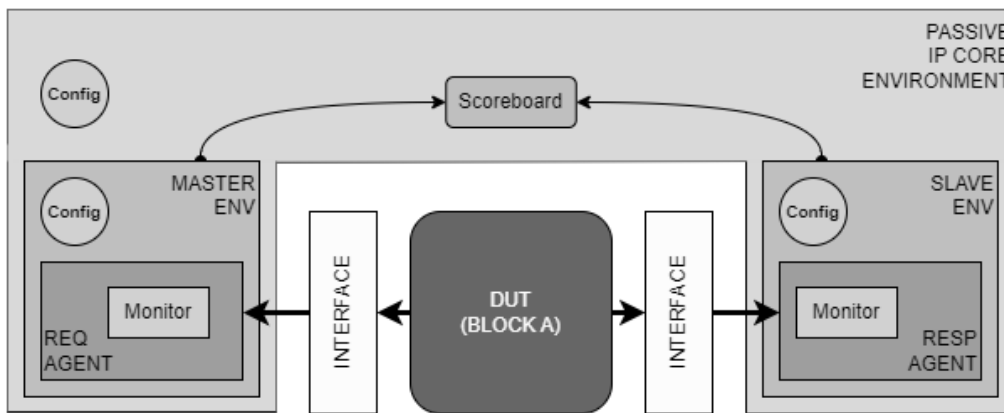 PASSIVE
IP CORE
ENVIRONMENT
Config
Scoreboard
MASTER
ENV
Config
Monitor
REQ
AGENT
INTERFACE
DUT
(BLOCK A)
INTERFACE
SLAVE
ENV
Config
Monitor
RESP
AGENT